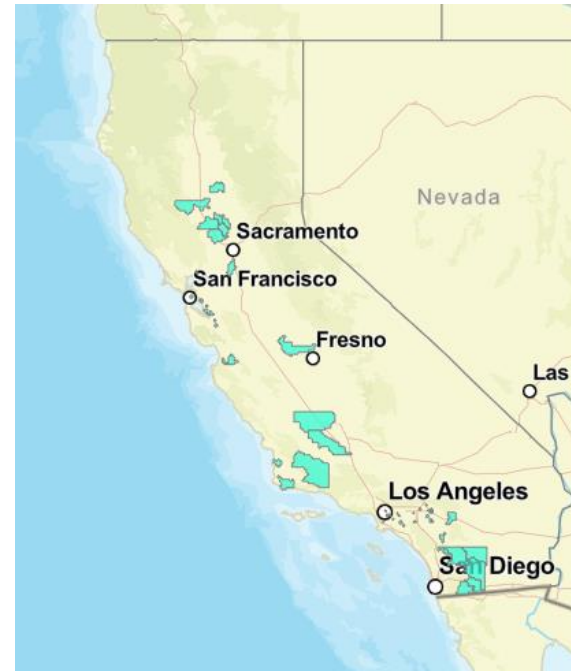 Nevada
Sacramento
San Francisco
Fresno
Las
Los Angeles
San Diego